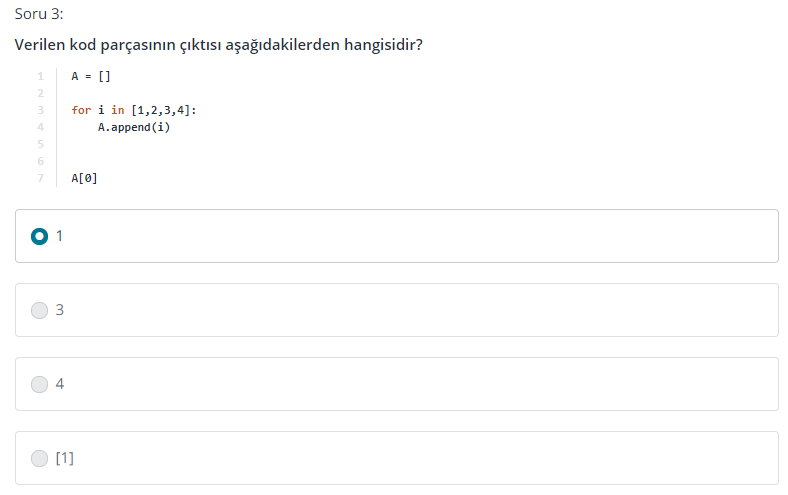 Soru 3:
Verilen kod parçasının çıktısı aşağıdakilerden hangisidir?
1 A = []
2
3 for i in [1,2,3,4]:
4     A.append(i)
5
6
7 A[0]
1
3
4
[1]